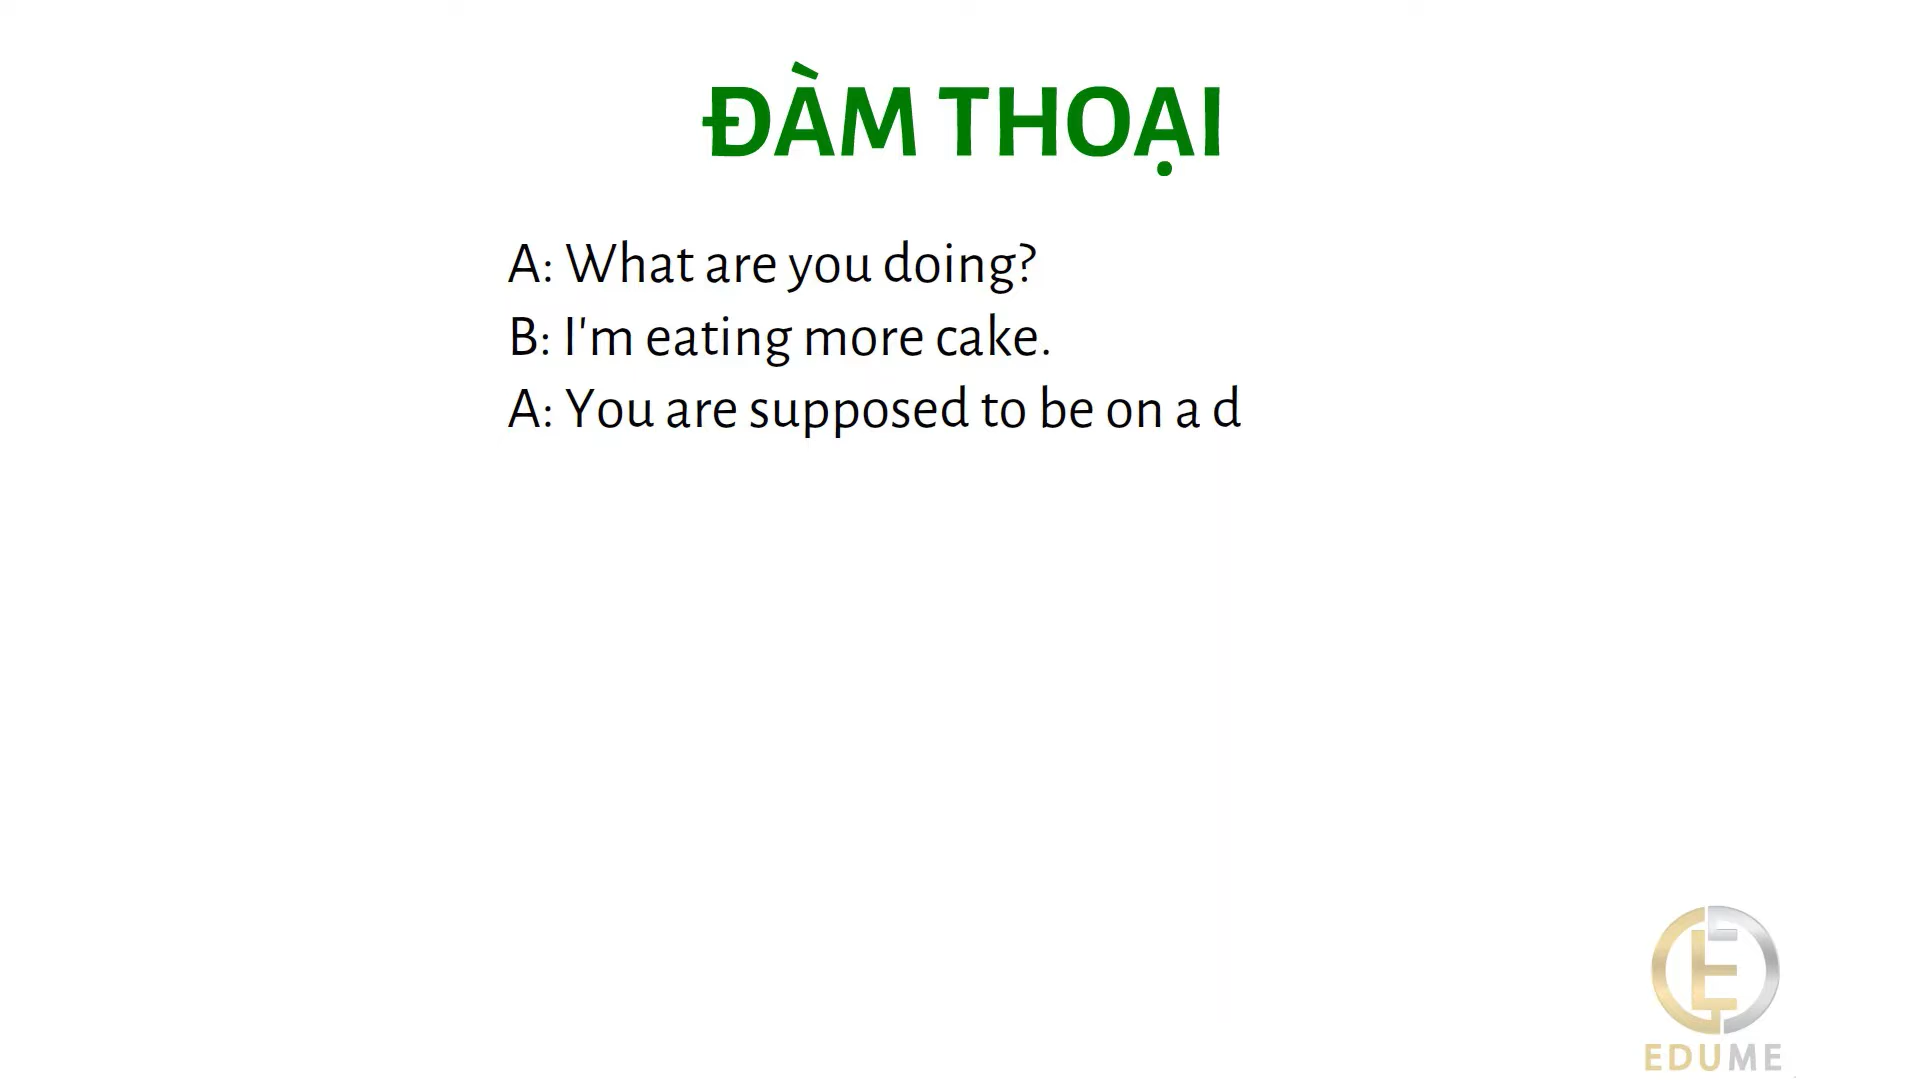 ĐÀM THOẠI
A: What are you doing?
B: I'm eating more cake.
A: You are supposed to be on a d
EDUME